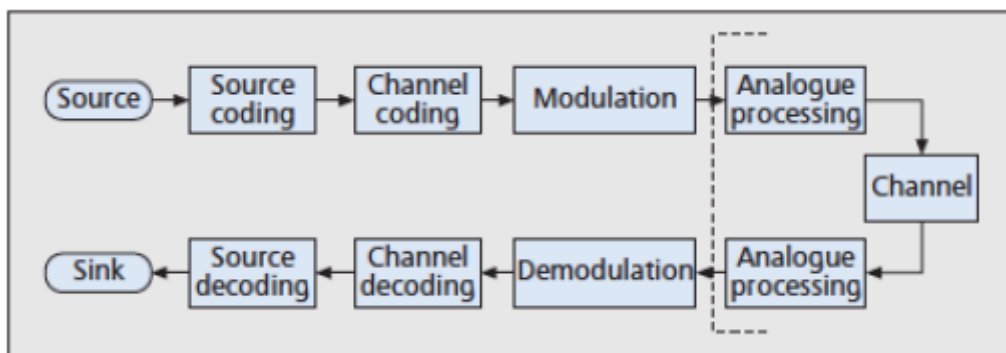 Source
Source
coding
Channel
coding
Modulation
Analogue
processing
Channel
Sink
Source
decoding
Channel
decoding
Demodulation
Analogue
processing